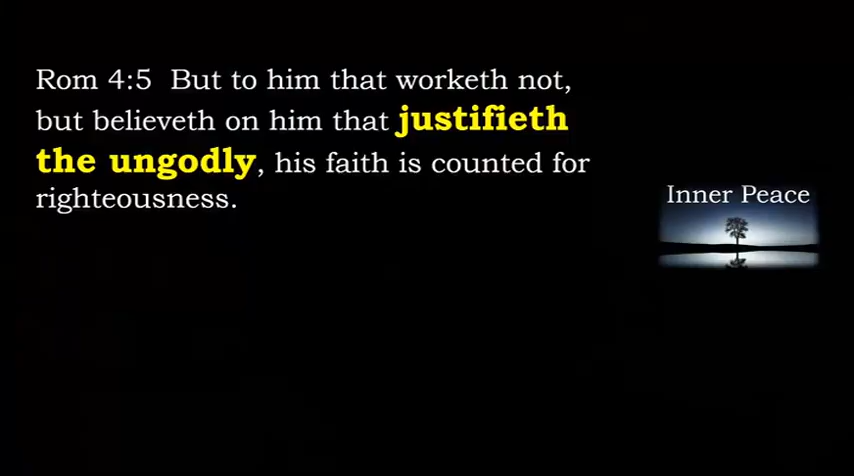 Rom 4:5  But to him that worketh not,
but believeth on him that justifieth
the ungodly, his faith is counted for
righteousness.
Inner Peace